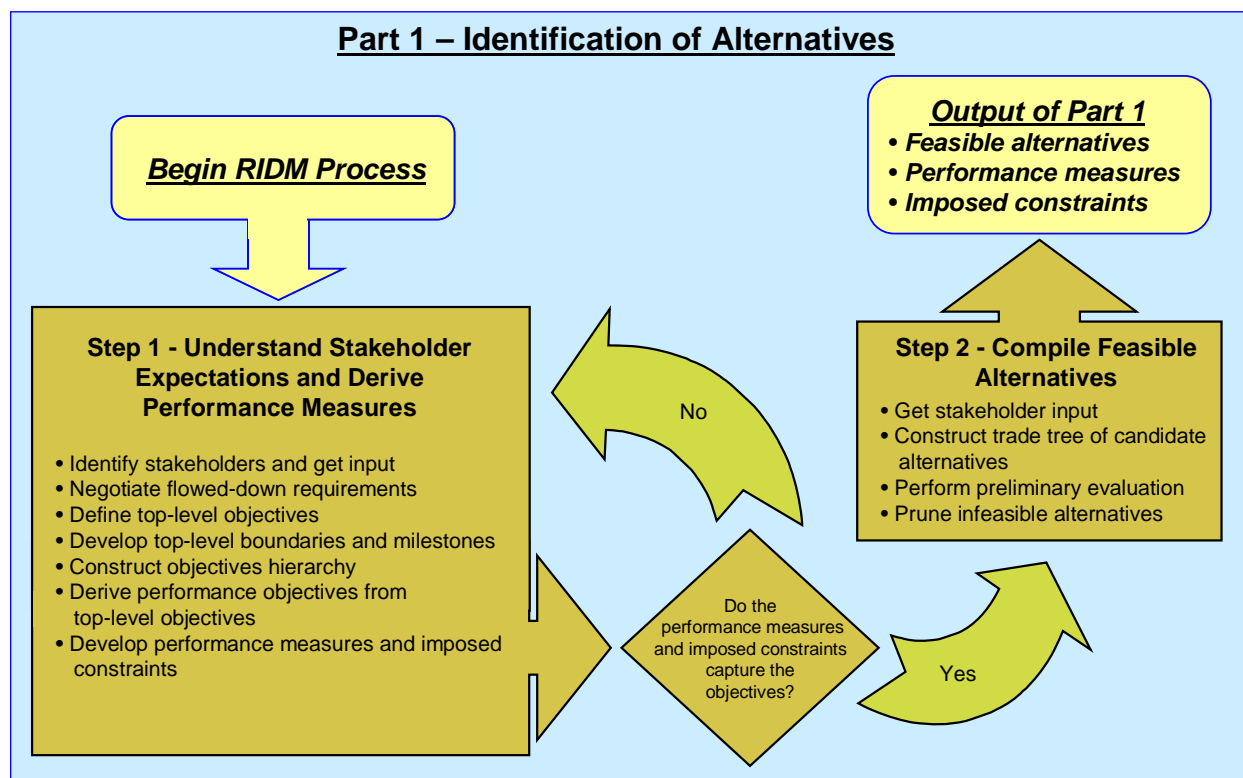 Part 1 – Identification of Alternatives
Begin RIDM Process
Output of Part 1
• Feasible alternatives
• Performance measures
• Imposed constraints
Step 1 - Understand Stakeholder
Expectations and Derive
Performance Measures
• Identify stakeholders and get input
• Negotiate flowed-down requirements
• Define top-level objectives
• Develop top-level boundaries and milestones
• Construct objectives hierarchy
• Derive performance objectives from
top-level objectives
• Develop performance measures and imposed
constraints
No
Do the
performance measures
and imposed constraints
capture the
objectives?
Yes
Step 2 - Compile Feasible
Alternatives
• Get stakeholder input
• Construct trade tree of candidate
alternatives
• Perform preliminary evaluation
• Prune infeasible alternatives